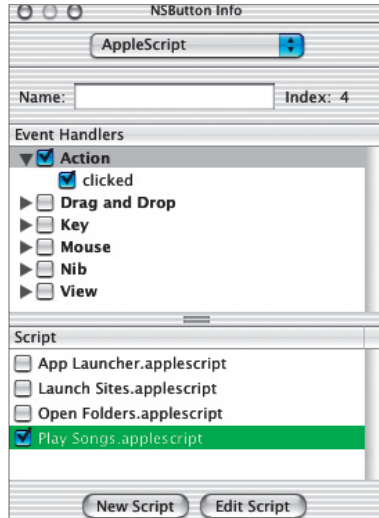 NSButton Info
AppleScript
Name: Index: 4
Event Handlers
Action
clicked
Drag and Drop
Key
Mouse
Nib
View
Script
App Launcher.applescript
Launch Sites.applescript
Open Folders.applescript
Play Songs.applescript
New Script Edit Script